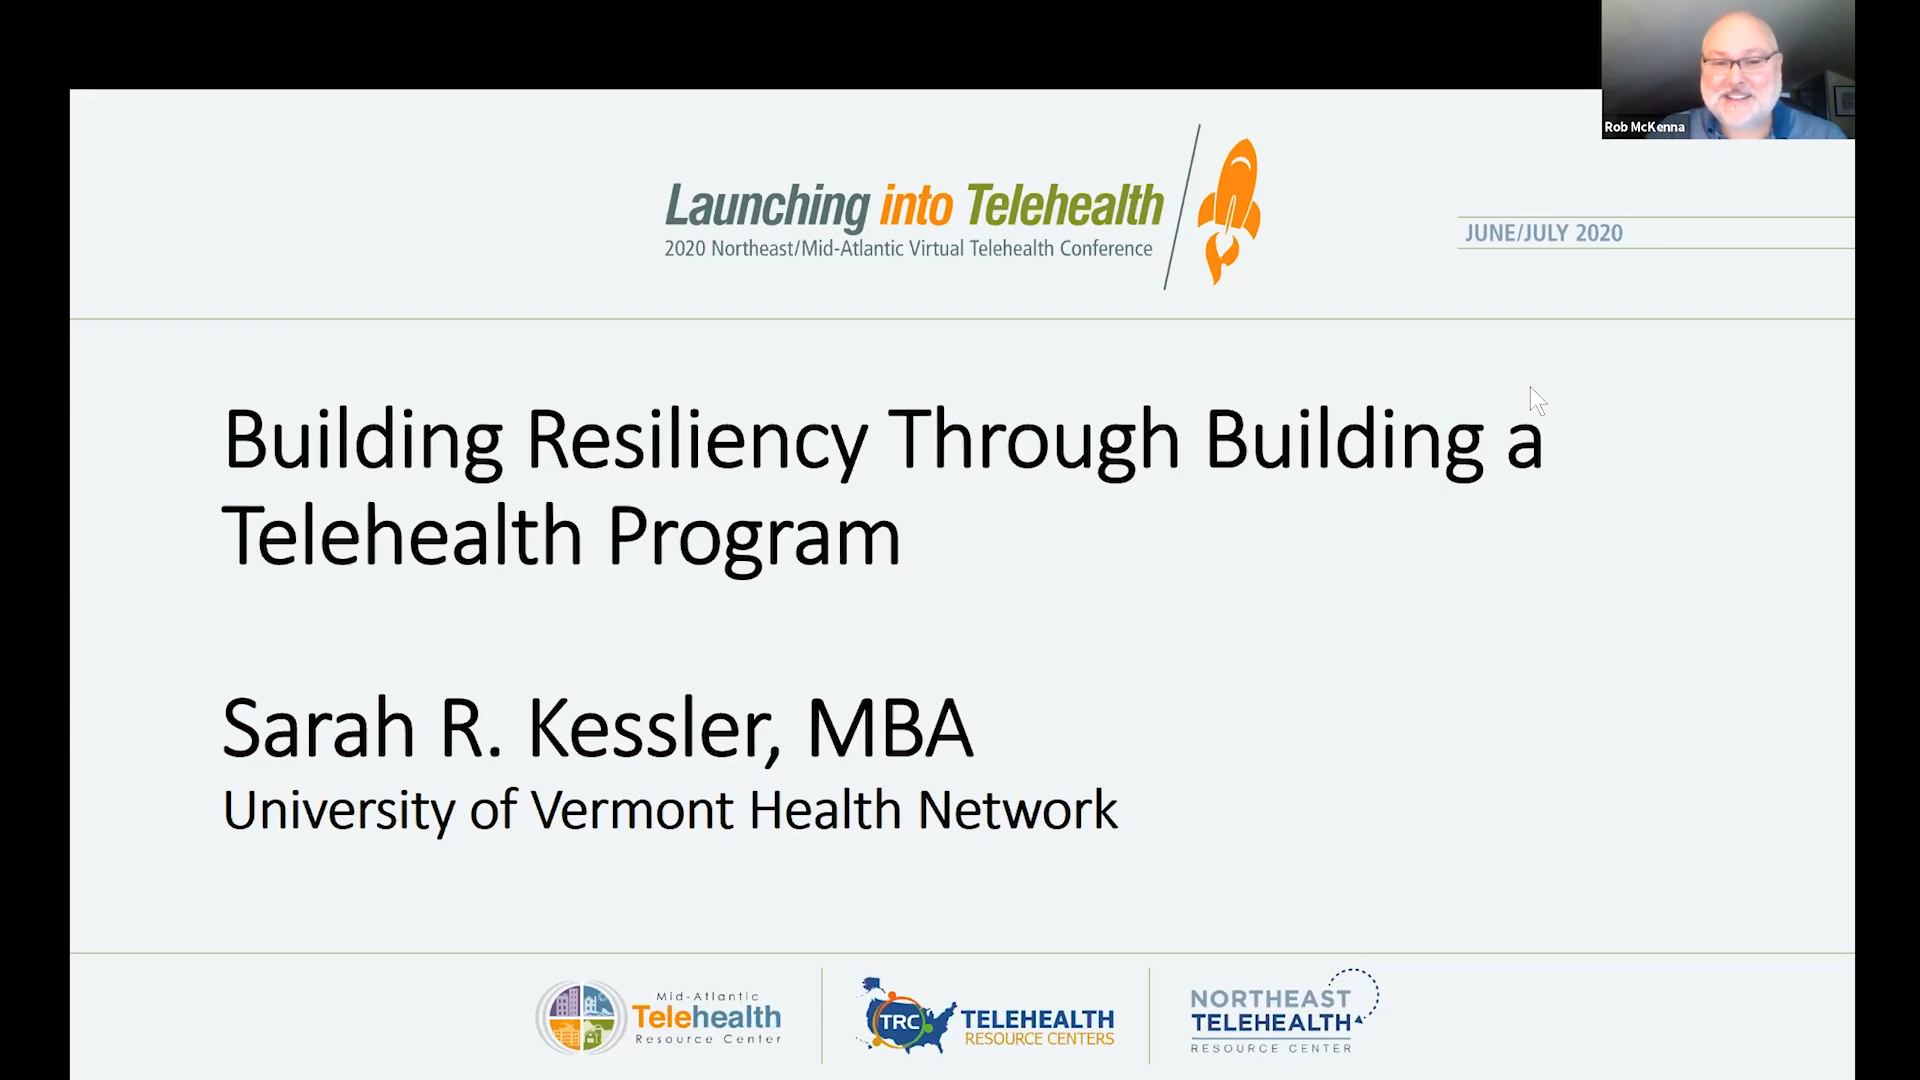 Rob McKenna
Launching into Telehealth
2020 Northeast/Mid-Atlantic Virtual Telehealth Conference
JUNE/JULY 2020
Building Resiliency Through Building a
Telehealth Program
Sarah R. Kessler, MBA
University of Vermont Health Network
Mid-Atlantic
Telehealth
Resource Center
TRC
TELEHEALTH
RESOURCE CENTERS
NORTHEAST
TELEHEALTH
RESOURCE CENTER